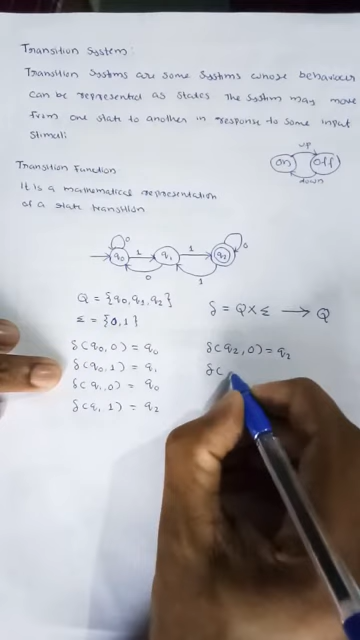 Transition System:
Transition Systems are some Systems whose behaviour
can be represented as States The System may move
from one state to another in response to some input
Stimuli
up
on off
down
Transition Function
It is a mathematical representation
of a state transition
0 1 1 0
q0 q1 q2
0 1
Q = {q0, q1, q2}
Σ = {0, 1}
δ = Q X Σ → Q
δ(q0, 0) = q0
δ(q0, 1) = q1
δ(q1, 0) = q0
δ(q1, 1) = q2
δ(q2, 0) = q2
δ(